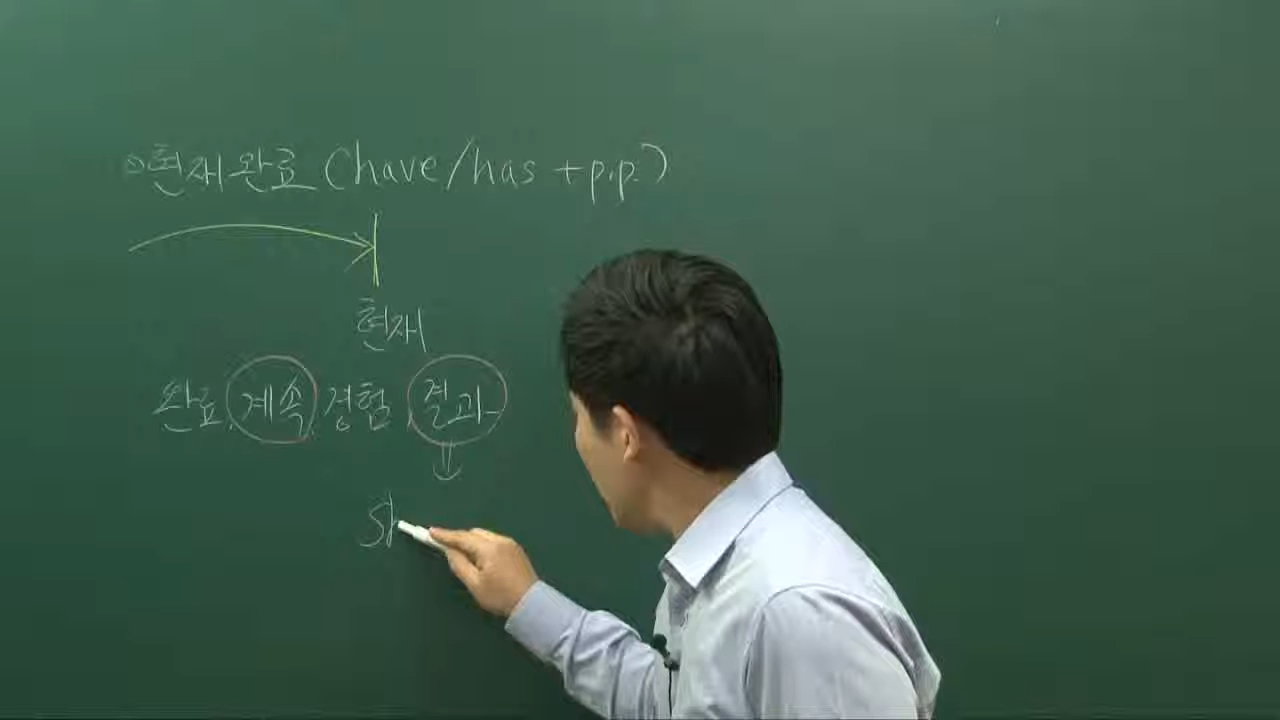 현재완료 (have/has +p.p.)
현재
완료, 계속, 경험, 결과
Sh